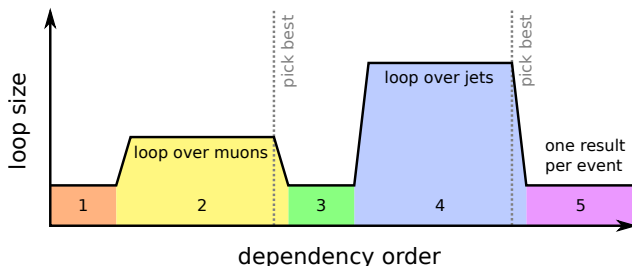 loop size
loop over muons
pick best
loop over jets
pick best
one result
per event
1
2
3
4
5
dependency order